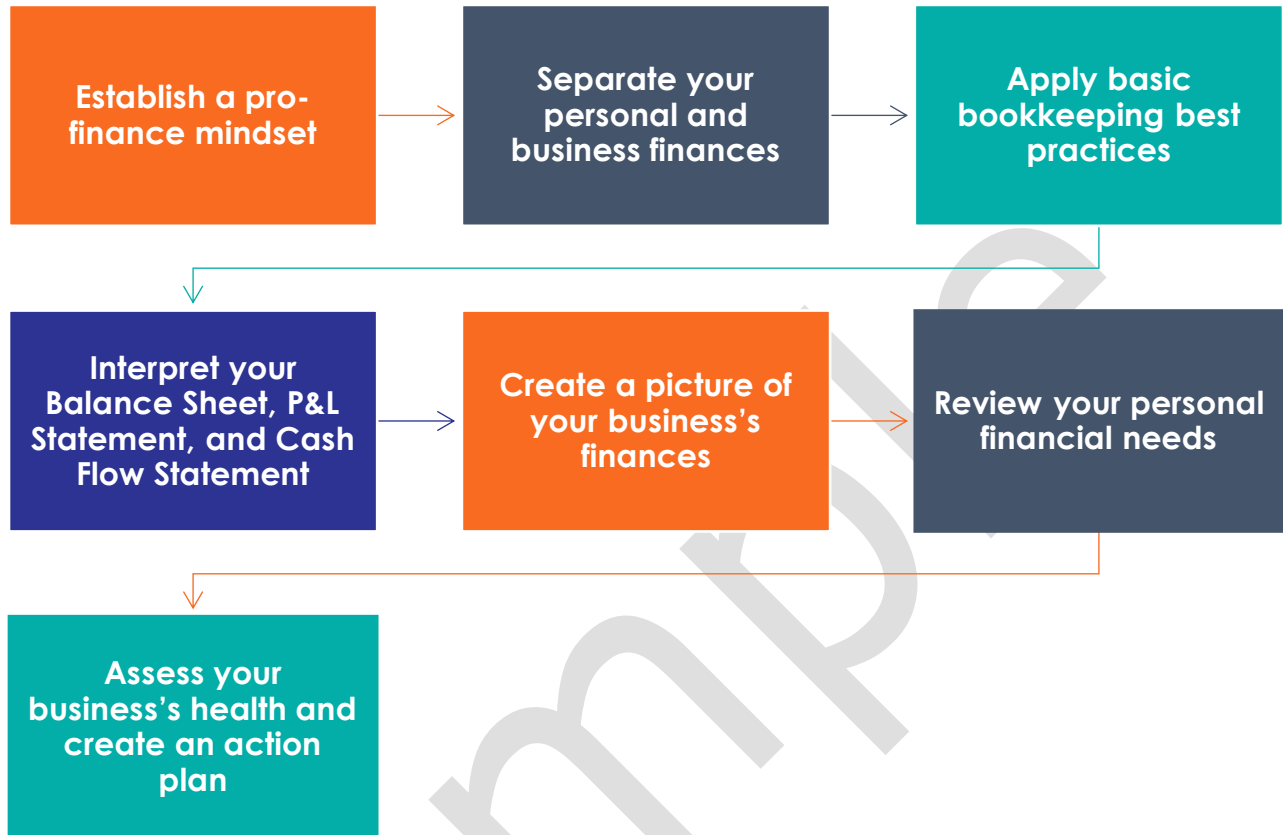 Establish a pro-
finance mindset
Separate your
personal and
business finances
Apply basic
bookkeeping best
practices
Interpret your
Balance Sheet, P&L
Statement, and Cash
Flow Statement
Create a picture of
your business’s
finances
Review your personal
financial needs
Assess your
business’s health and
create an action
plan